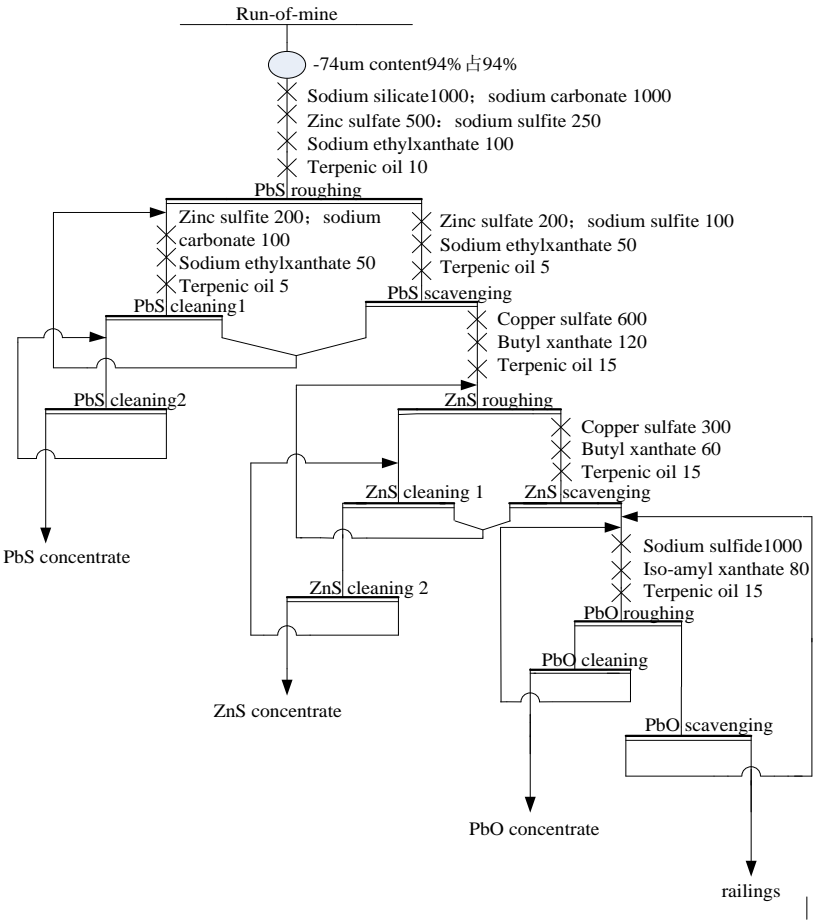 Run-of-mine
-74um content94% 占94%
Sodium silicate1000；sodium carbonate 1000
Zinc sulfate 500：sodium sulfite 250
Sodium ethylxanthate 100
Terpenic oil 10
PbS roughing
Zinc sulfite 200；sodium
carbonate 100
Sodium ethylxanthate 50
Terpenic oil 5
Zinc sulfate 200；sodium sulfite 100
Sodium ethylxanthate 50
Terpenic oil 5
PbS cleaning1
PbS scavenging
Copper sulfate 600
Butyl xanthate 120
Terpenic oil 15
PbS cleaning2
ZnS roughing
Copper sulfate 300
Butyl xanthate 60
Terpenic oil 15
ZnS cleaning 1
ZnS scavenging
PbS concentrate
Sodium sulfide1000
Iso-amyl xanthate 80
Terpenic oil 15
ZnS cleaning 2
PbO roughing
PbO cleaning
ZnS concentrate
PbO scavenging
PbO concentrate
railings